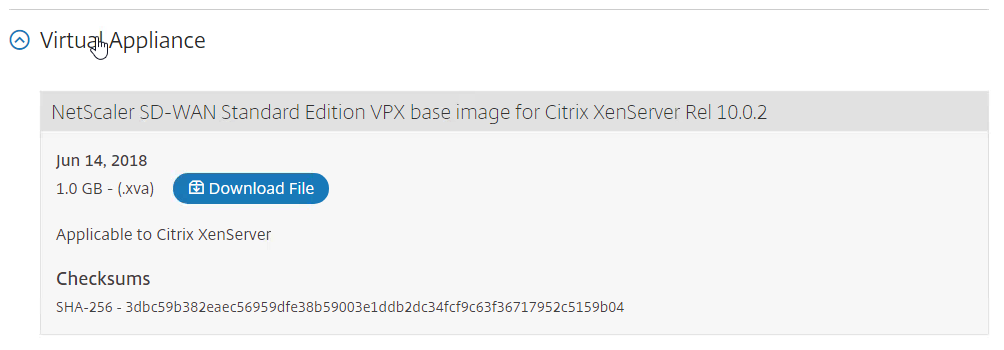 Virtual Appliance
NetScaler SD-WAN Standard Edition VPX base image for Citrix XenServer Rel 10.0.2
Jun 14, 2018
1.0 GB - (.xva)
Download File
Applicable to Citrix XenServer
Checksums
SHA-256 - 3dbc59b382eaec56959dfe38b59003e1ddb2dc34fcf9c63f36717952c5159b04